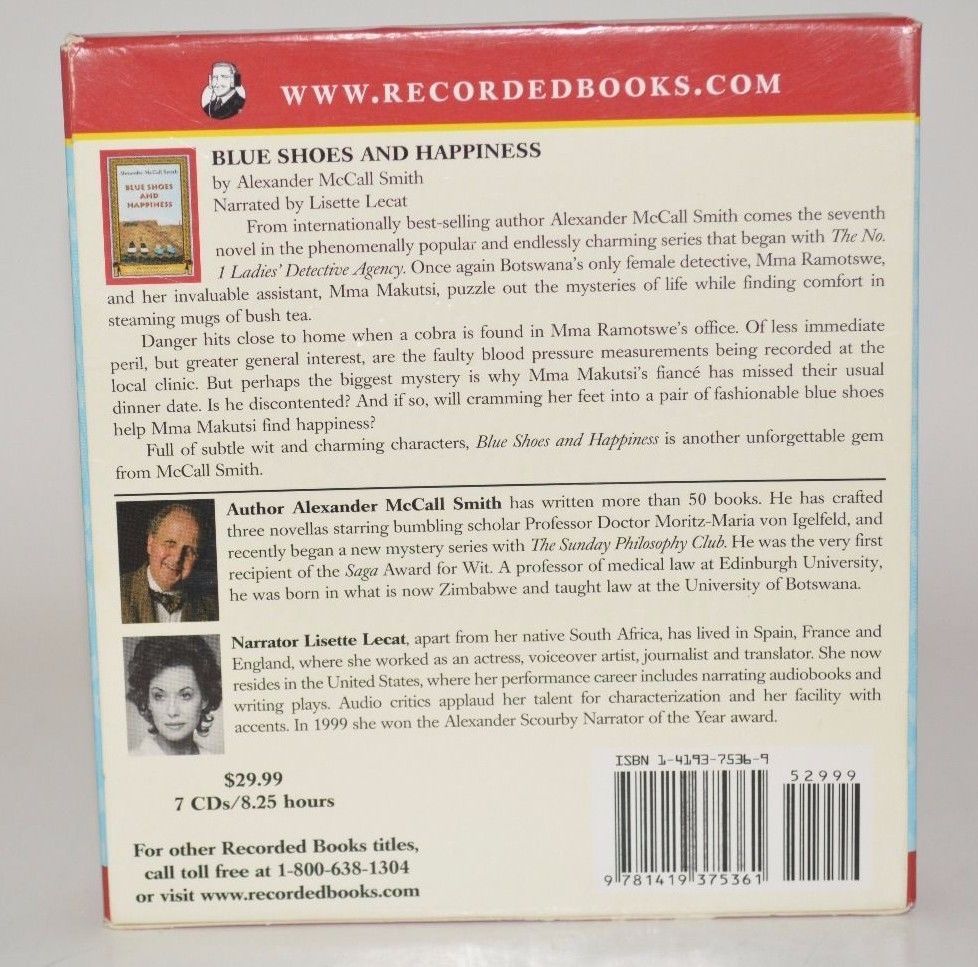 WWW.RECORDEDBOOKS.COM
Alexander McCall Smith
BLUE SHOES
AND
HAPPINESS
BLUE SHOES AND HAPPINESS
by Alexander McCall Smith
Narrated by Lisette Lecat
From internationally best-selling author Alexander McCall Smith comes the seventh
novel in the phenomenally popular and endlessly charming series that began with The No.
1 Ladies' Detective Agency. Once again Botswana's only female detective, Mma Ramotswe,
and her invaluable assistant, Mma Makutsi, puzzle out the mysteries of life while finding comfort in
steaming mugs of bush tea.
Danger hits close to home when a cobra is found in Mma Ramotswe's office. Of less immediate
peril, but greater general interest, are the faulty blood pressure measurements being recorded at the
local clinic. But perhaps the biggest mystery is why Mma Makutsi's fiancé has missed their usual
dinner date. Is he discontented? And if so, will cramming her feet into a pair of fashionable blue shoes
help Mma Makutsi find happiness?
Full of subtle wit and charming characters, Blue Shoes and Happiness is another unforgettable gem
from McCall Smith.
Author Alexander McCall Smith has written more than 50 books. He has crafted
three novellas starring bumbling scholar Professor Doctor Moritz-Maria von Igelfeld, and
recently began a new mystery series with The Sunday Philosophy Club. He was the very first
recipient of the Saga Award for Wit. A professor of medical law at Edinburgh University,
he was born in what is now Zimbabwe and taught law at the University of Botswana.
Narrator Lisette Lecat, apart from her native South Africa, has lived in Spain, France and
England, where she worked as an actress, voiceover artist, journalist and translator. She now
resides in the United States, where her performance career includes narrating audiobooks and
writing plays. Audio critics applaud her talent for characterization and her facility with
accents. In 1999 she won the Alexander Scourby Narrator of the Year award.
$29.99
7 CDs/8.25 hours
For other Recorded Books titles,
call toll free at 1-800-638-1304
or visit www.recordedbooks.com
ISBN 1-4193-7536-9
52999
9 781419 375361